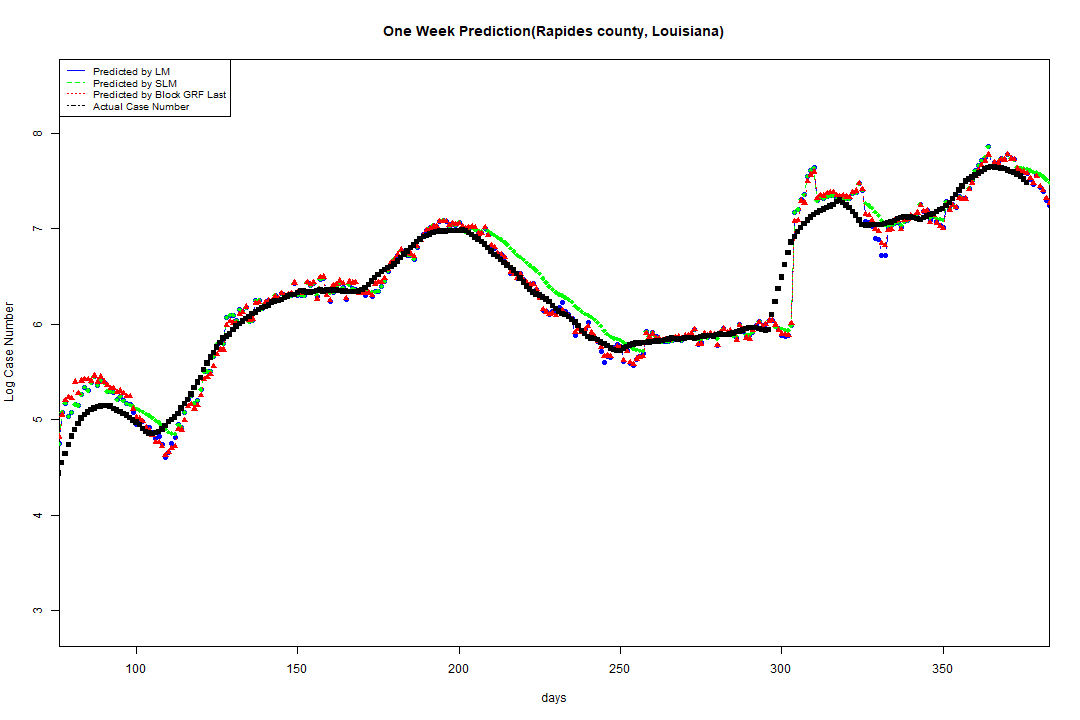 One Week Prediction(Rapides county, Louisiana)
Predicted by LM
Predicted by SLM
Predicted by Block GRF Last
Actual Case Number
8
7
6
5
4
3
Log Case Number
100 150 200 250 300 350
days